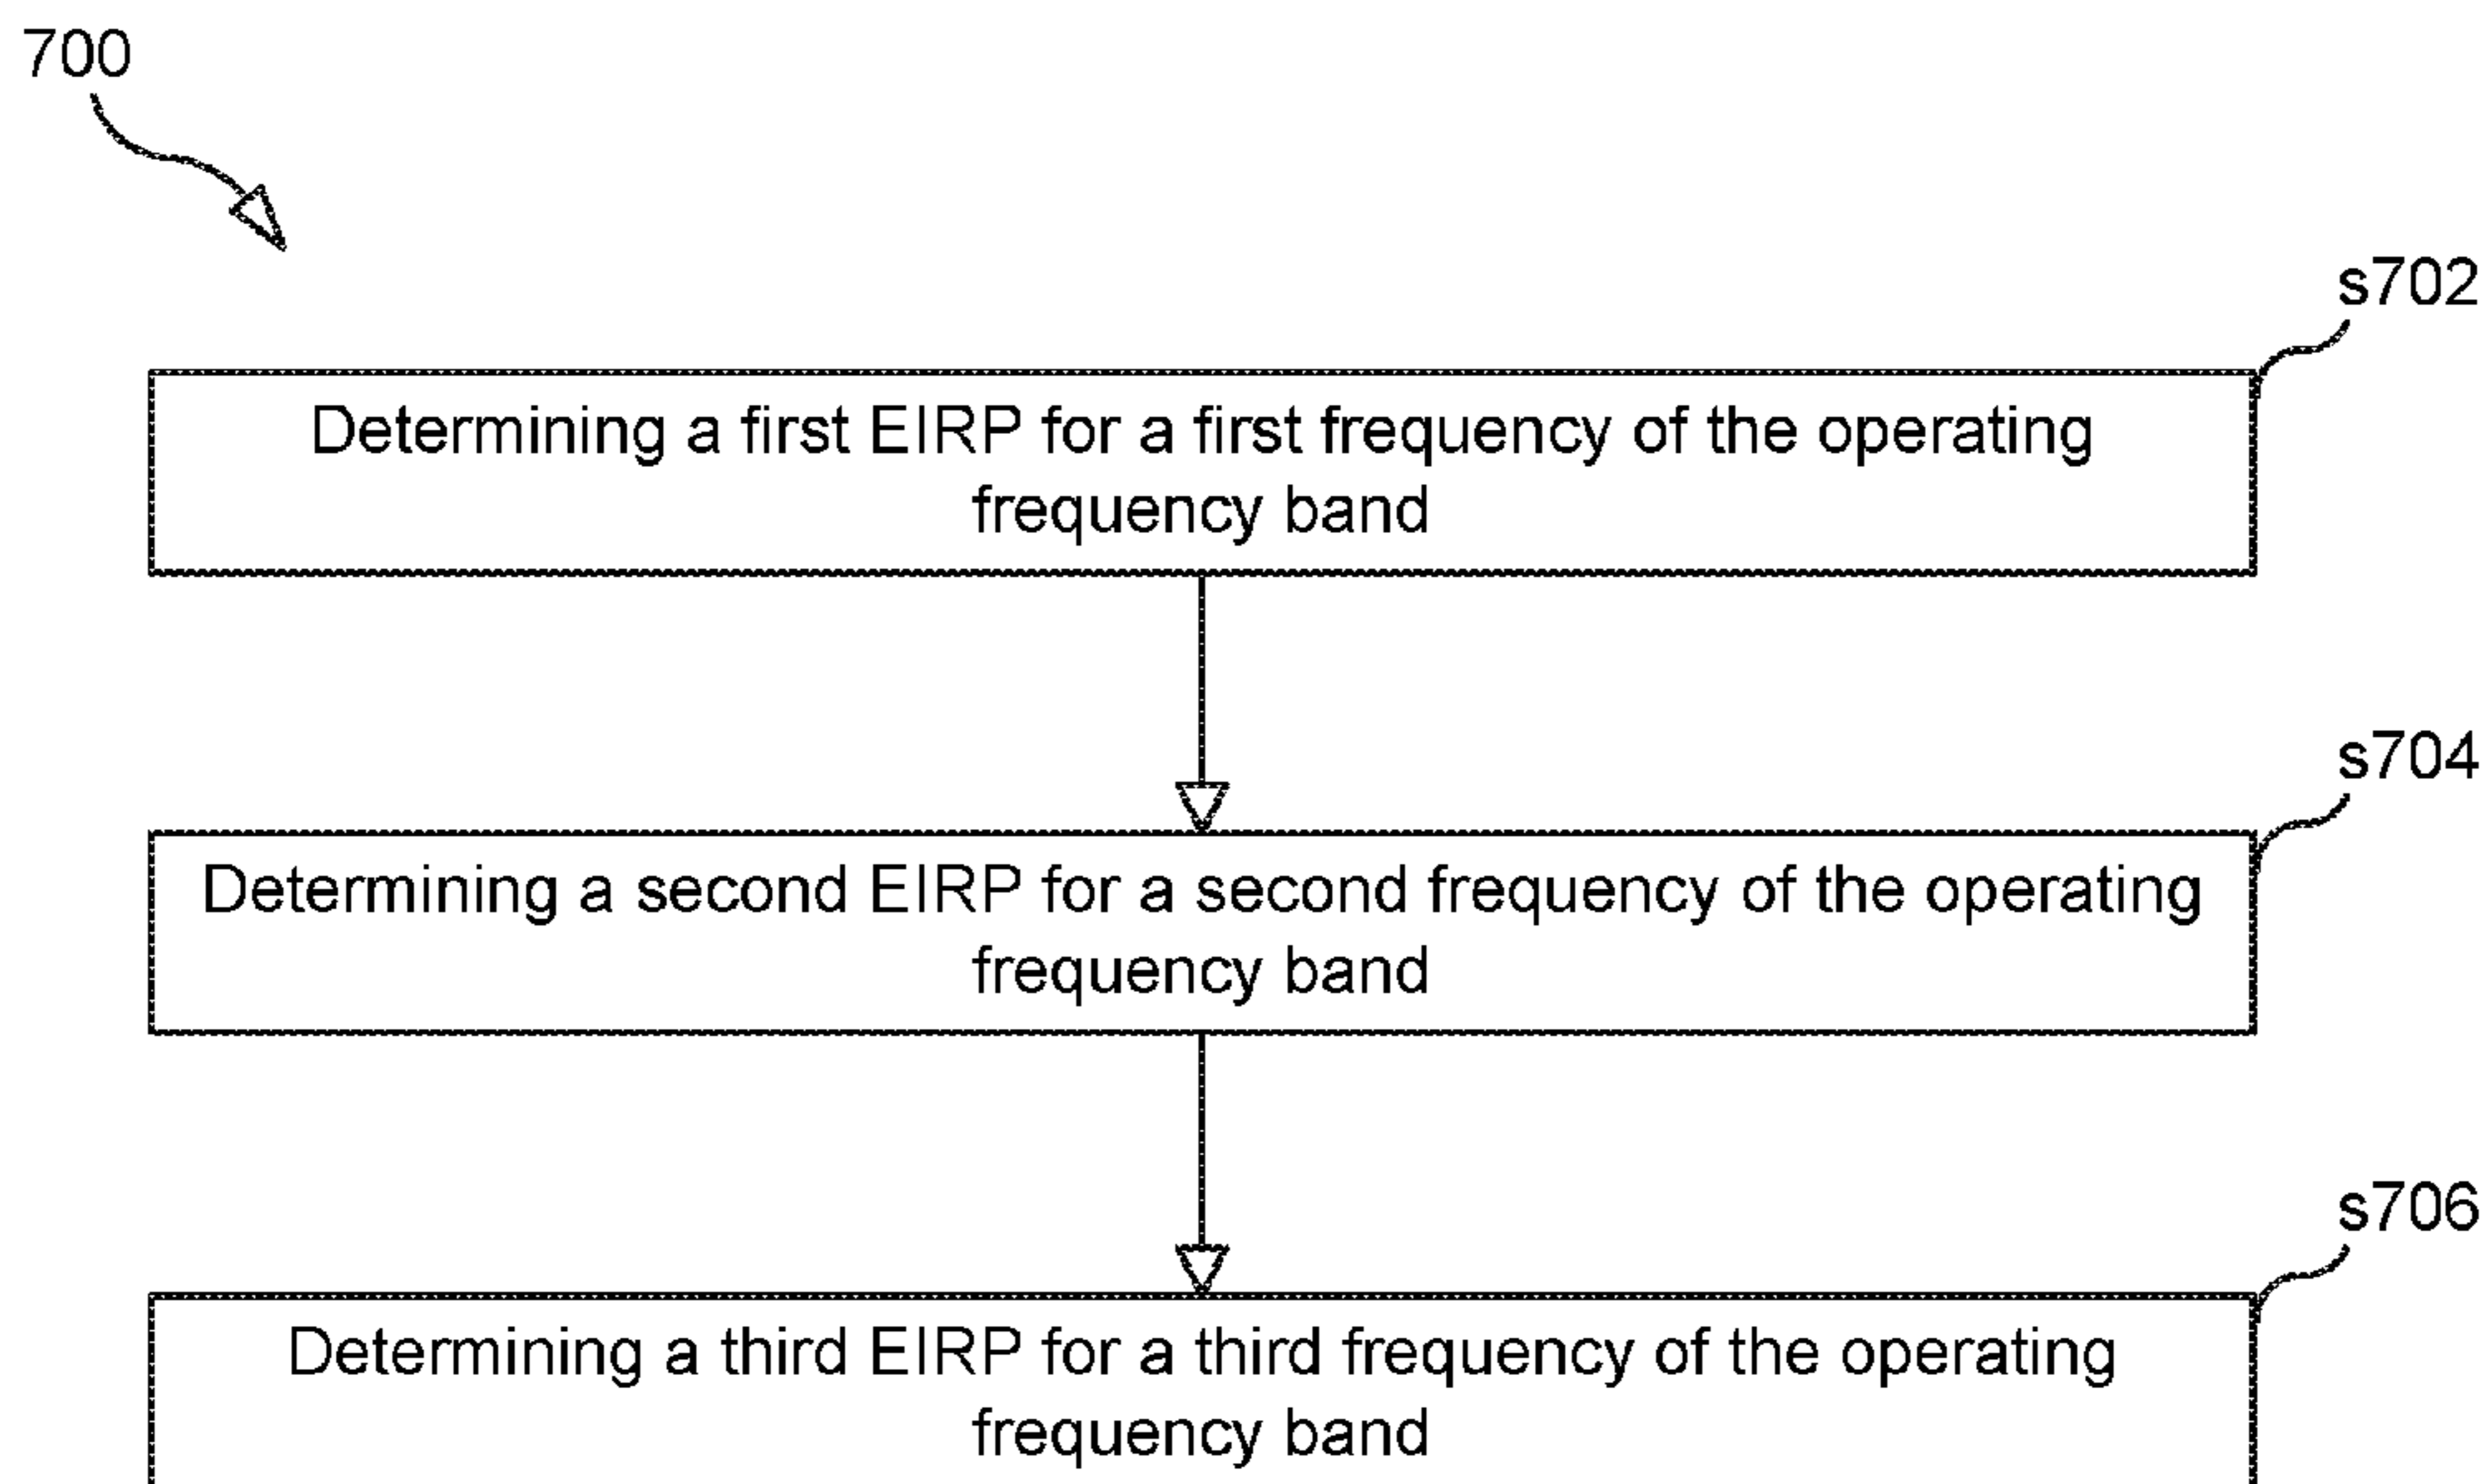 700
s702
Determining a first EIRP for a first frequency of the operating
frequency band
s704
Determining a second EIRP for a second frequency of the operating
frequency band
s706
Determining a third EIRP for a third frequency of the operating
frequency band